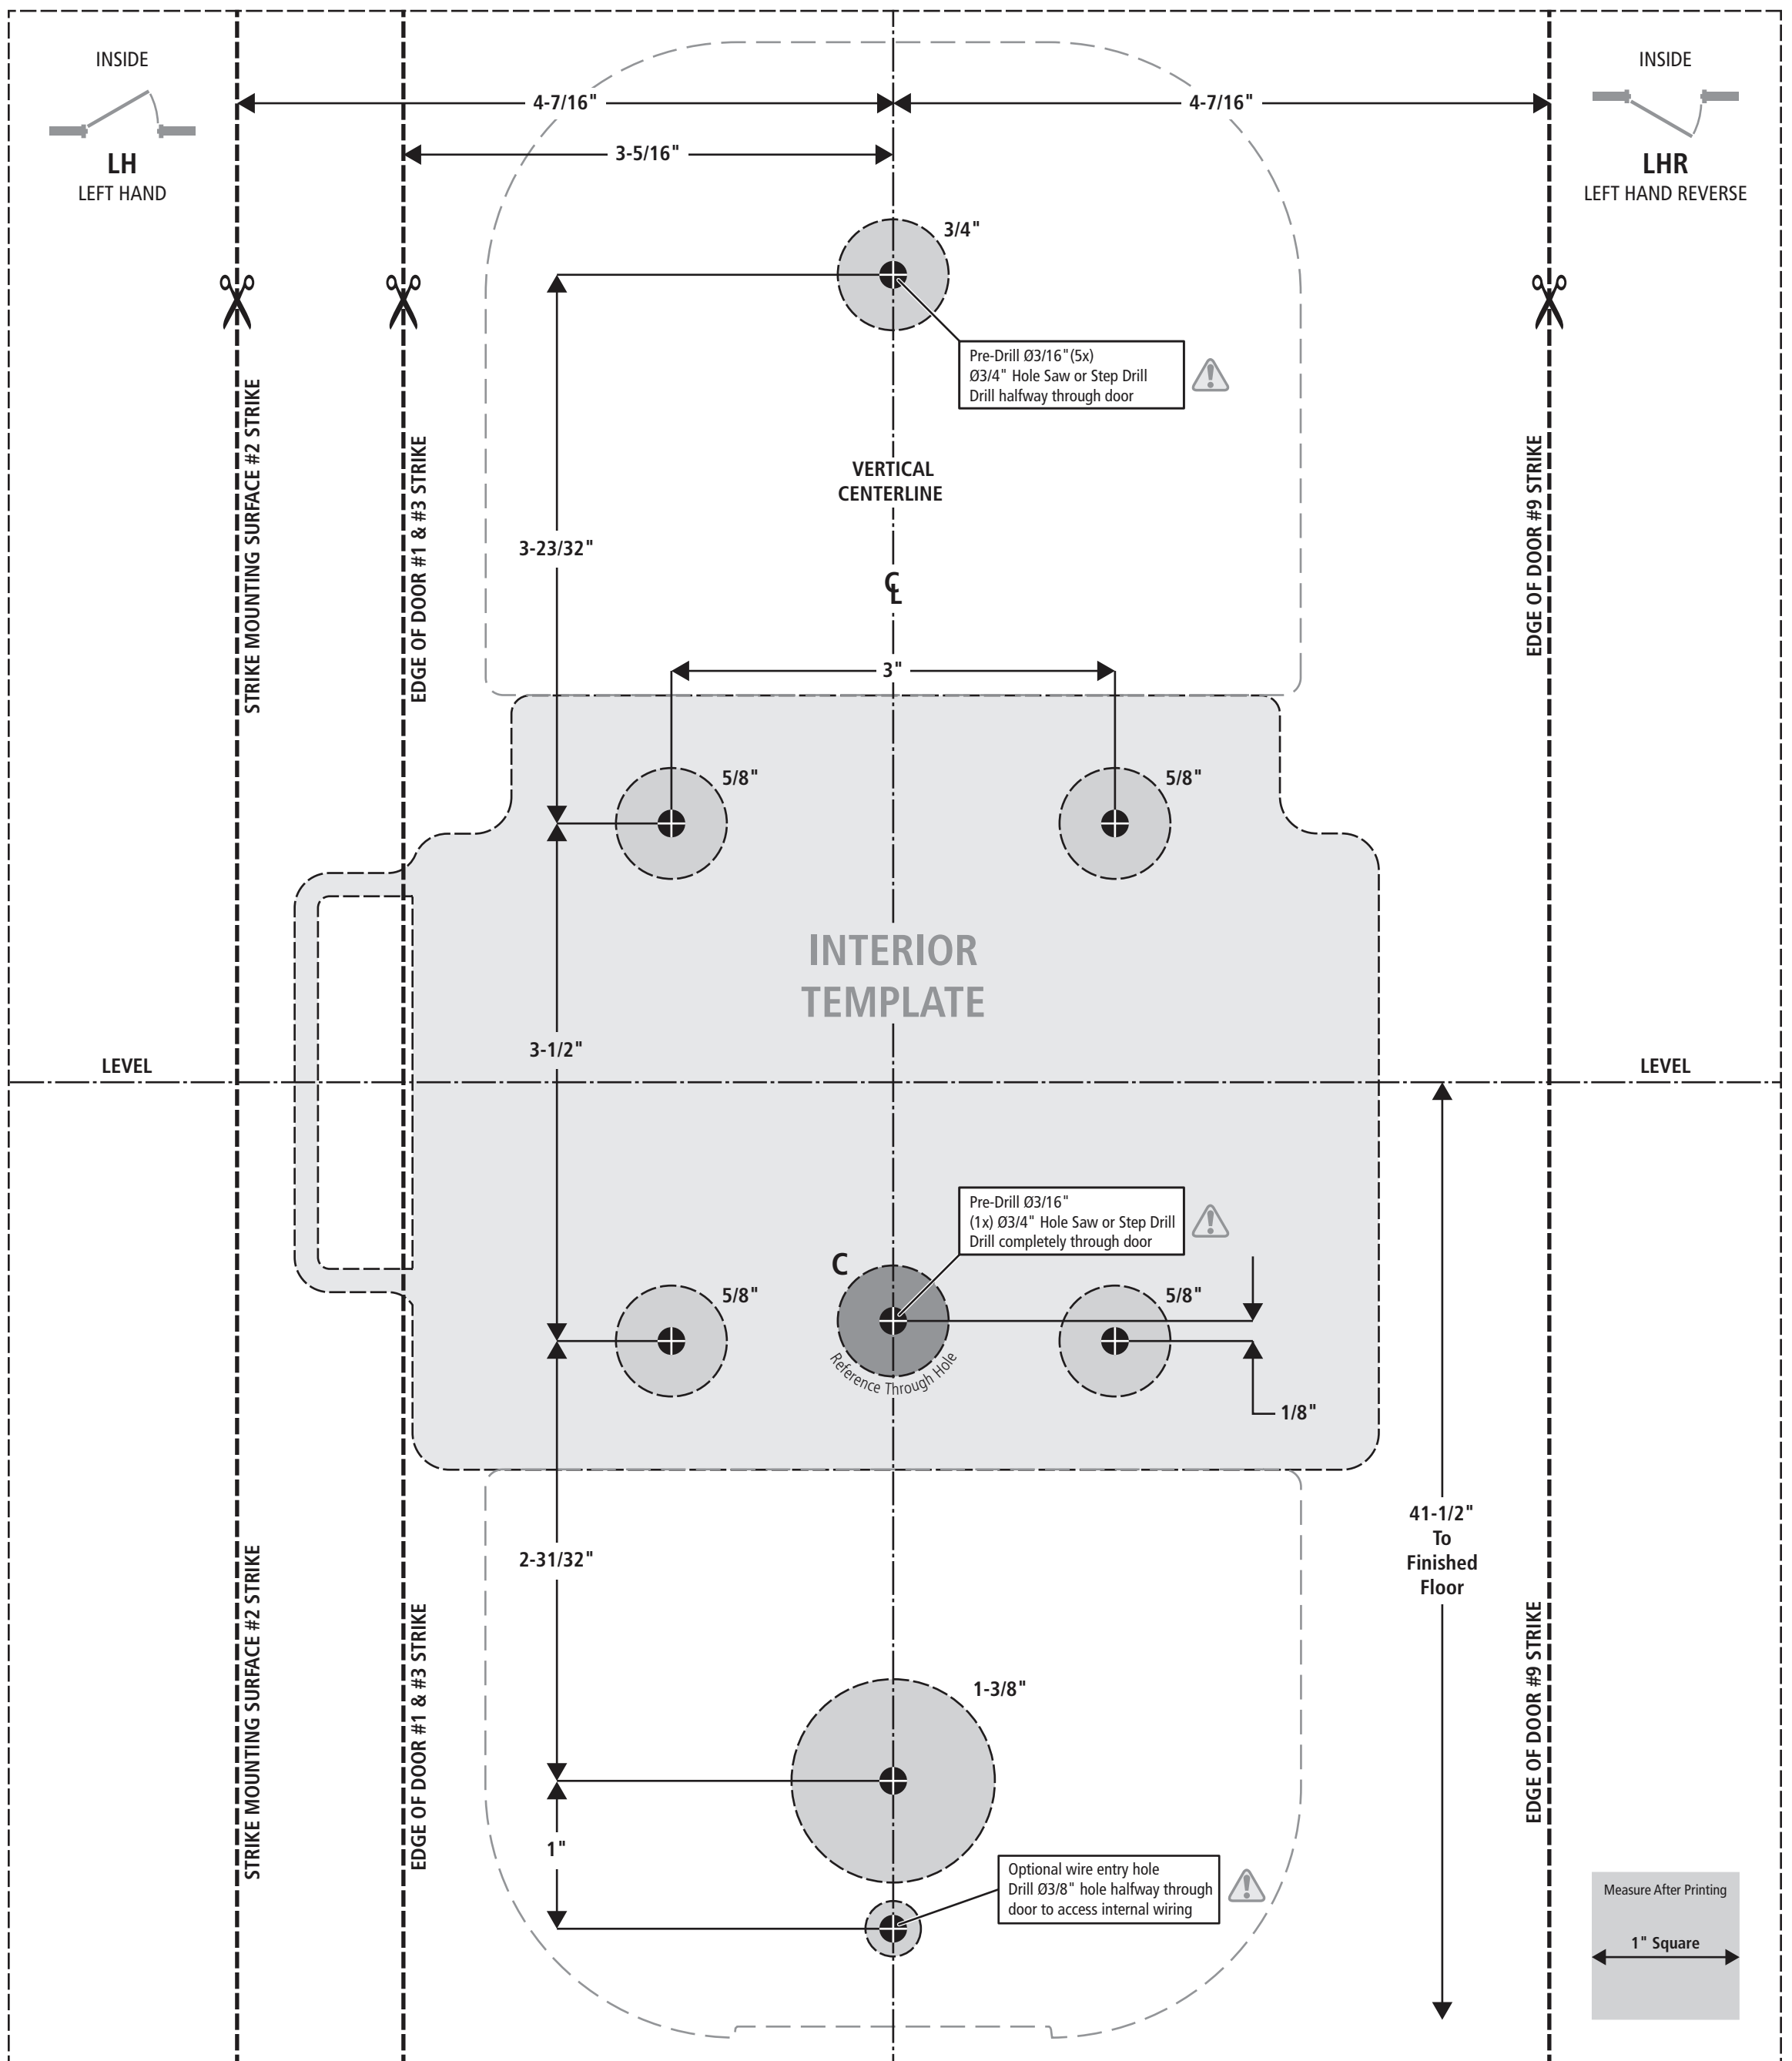 INSIDE
LH
LEFT HAND
INSIDE
LHR
LEFT HAND REVERSE
4-7/16"
4-7/16"
3-5/16"
3/4"
Pre-Drill Ø3/16"(5x)
Ø3/4" Hole Saw or Step Drill
Drill halfway through door
STRIKE MOUNTING SURFACE #2 STRIKE
EDGE OF DOOR #1 & #3 STRIKE
EDGE OF DOOR #9 STRIKE
VERTICAL
CENTERLINE
CL
3-23/32"
3"
5/8"
5/8"
INTERIOR
TEMPLATE
3-1/2"
LEVEL
LEVEL
Pre-Drill Ø3/16"
(1x) Ø3/4" Hole Saw or Step Drill
Drill completely through door
C
5/8"
5/8"
Reference Through Hole
1/8"
41-1/2"
To
Finished
Floor
2-31/32"
STRIKE MOUNTING SURFACE #2 STRIKE
EDGE OF DOOR #1 & #3 STRIKE
EDGE OF DOOR #9 STRIKE
1-3/8"
1"
Optional wire entry hole
Drill Ø3/8" hole halfway through
door to access internal wiring
Measure After Printing
1" Square